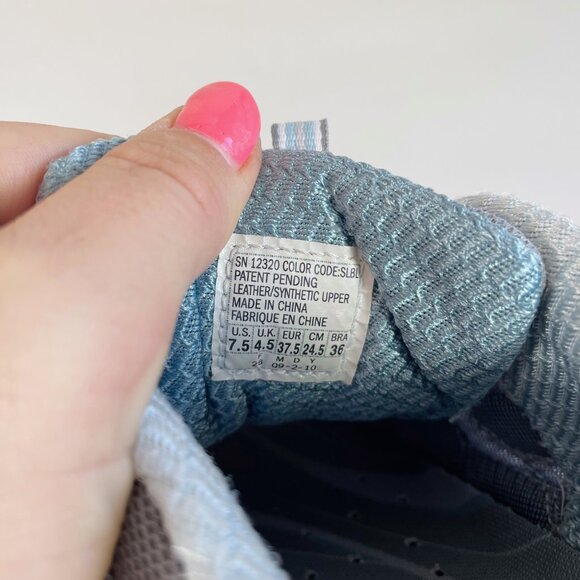 SN 12320 COLOR CODE:SLBL
PATENT PENDING
LEATHER/SYNTHETIC UPPER
MADE IN CHINA
FABRIQUE EN CHINE
U.S. U.K. EUR CM BRA
7.5 4.5 37.5 24.5 36
M D Y
09-2-10